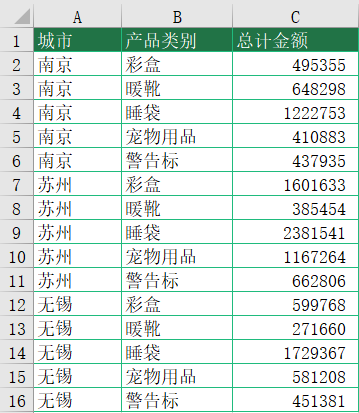 A B C
1 城市 产品类别 总计金额
2 南京 彩盒 495355
3 南京 暖靴 648298
4 南京 睡袋 1222753
5 南京 宠物用品 410883
6 南京 警告标 437935
7 苏州 彩盒 1601633
8 苏州 暖靴 385454
9 苏州 睡袋 2381541
10 苏州 宠物用品 1167264
11 苏州 警告标 662806
12 无锡 彩盒 599768
13 无锡 暖靴 271660
14 无锡 睡袋 1729367
15 无锡 宠物用品 581208
16 无锡 警告标 451381